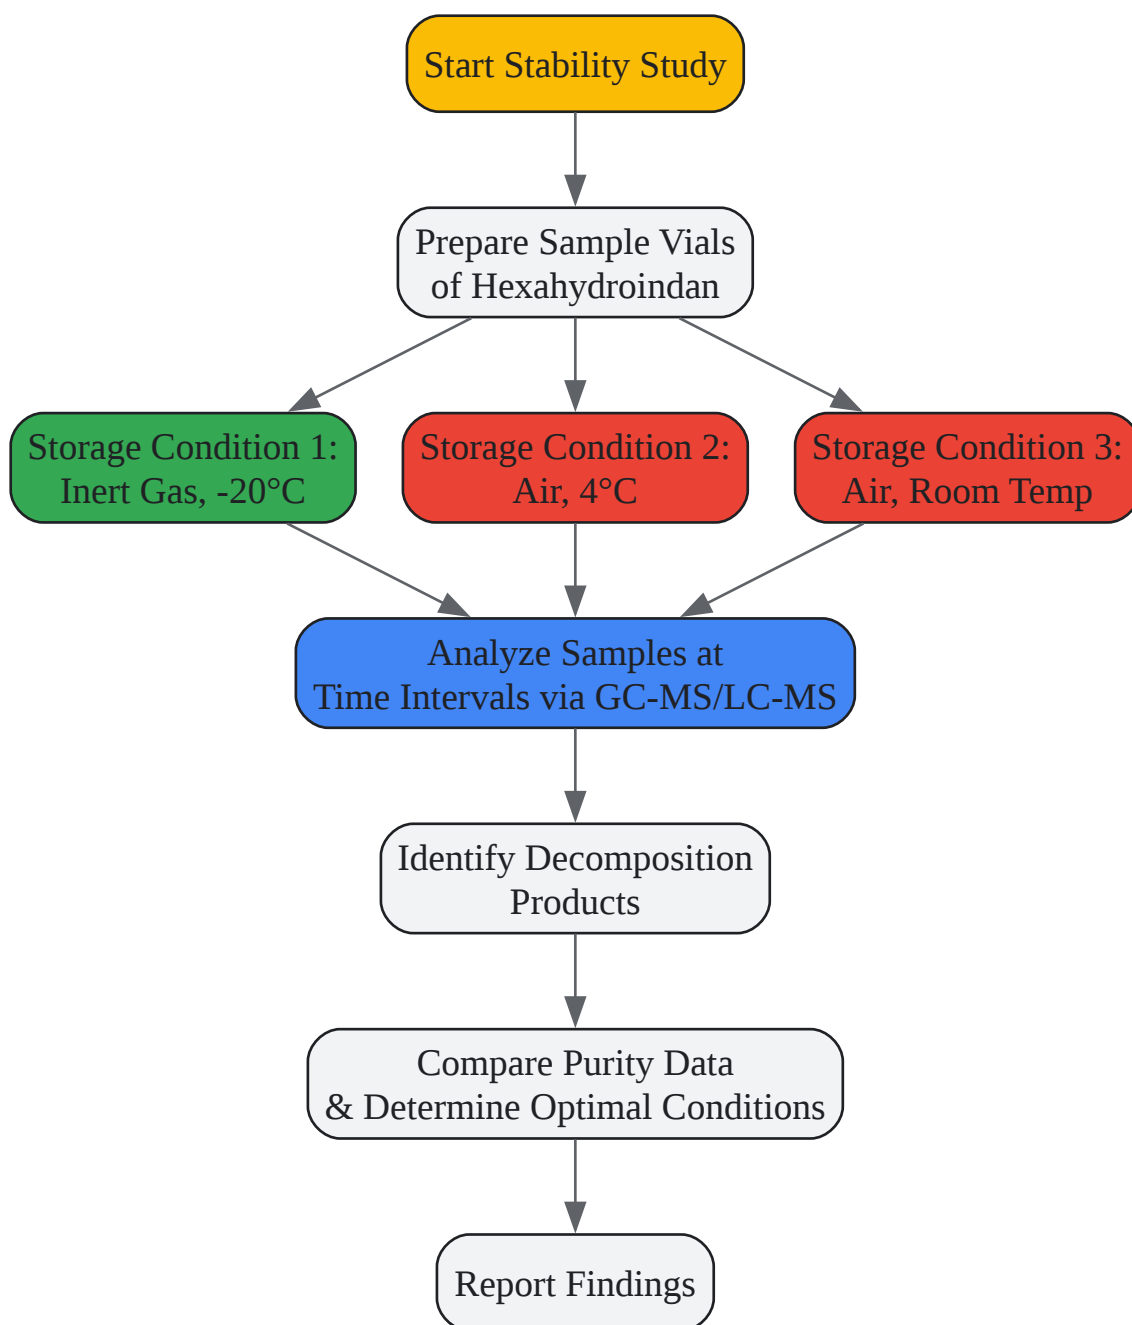 Start Stability Study
Prepare Sample Vials
of Hexahydroindan
Storage Condition 1:
Inert Gas, -20°C
Storage Condition 2:
Air, 4°C
Storage Condition 3:
Air, Room Temp
Analyze Samples at
Time Intervals via GC-MS/LC-MS
Identify Decomposition
Products
Compare Purity Data
& Determine Optimal Conditions
Report Findings